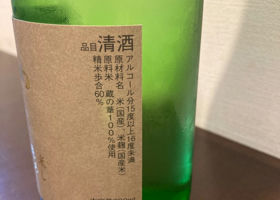 品目 清酒
アルコール分15度以上16度未満
原材料名 米(国産)、米麹(国産米)
原料米 蔵の華100%使用
精米歩合60%